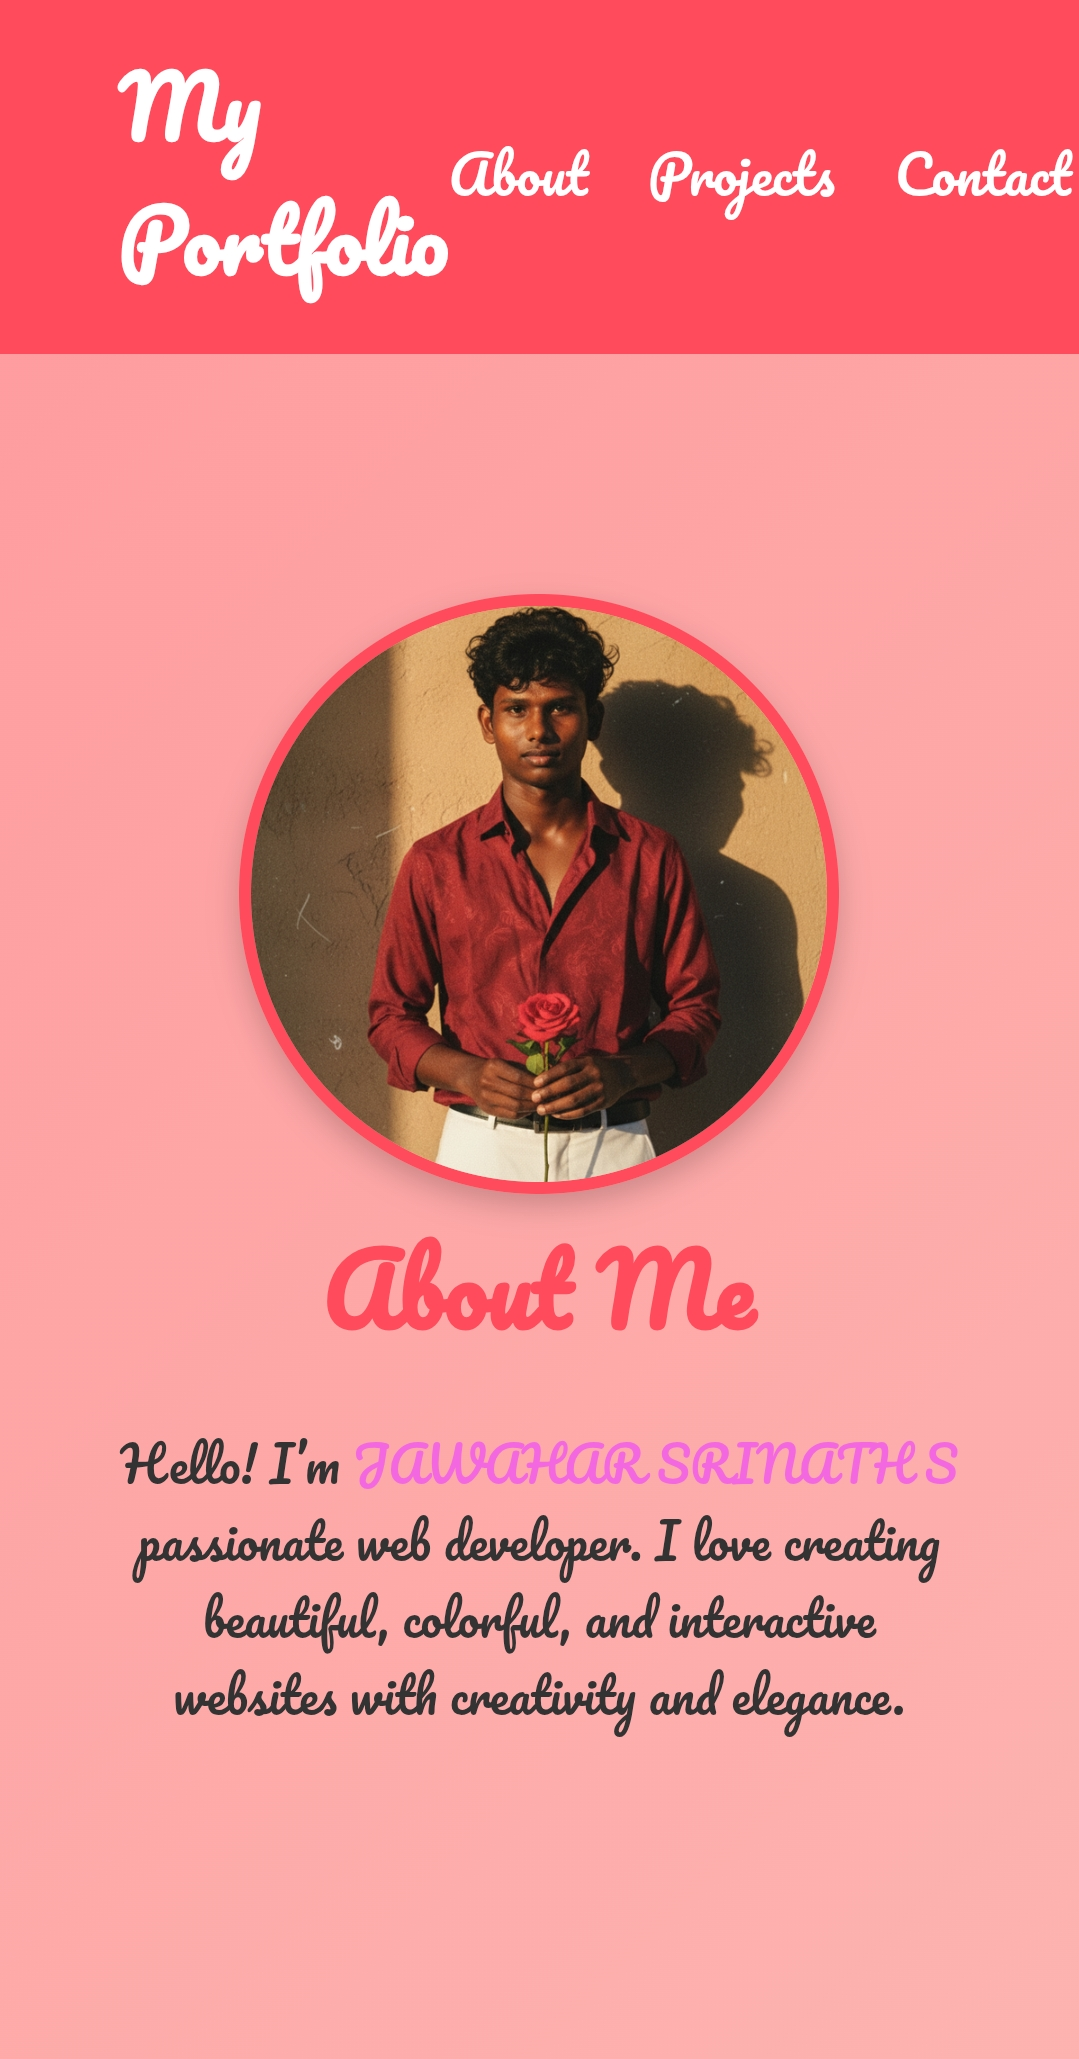 My
Portfolio
About Projects Contact
About Me
Hello! I'm JAWAHAR SRINATH S
passionate web developer. I love creating
beautiful, colorful, and interactive
websites with creativity and elegance.